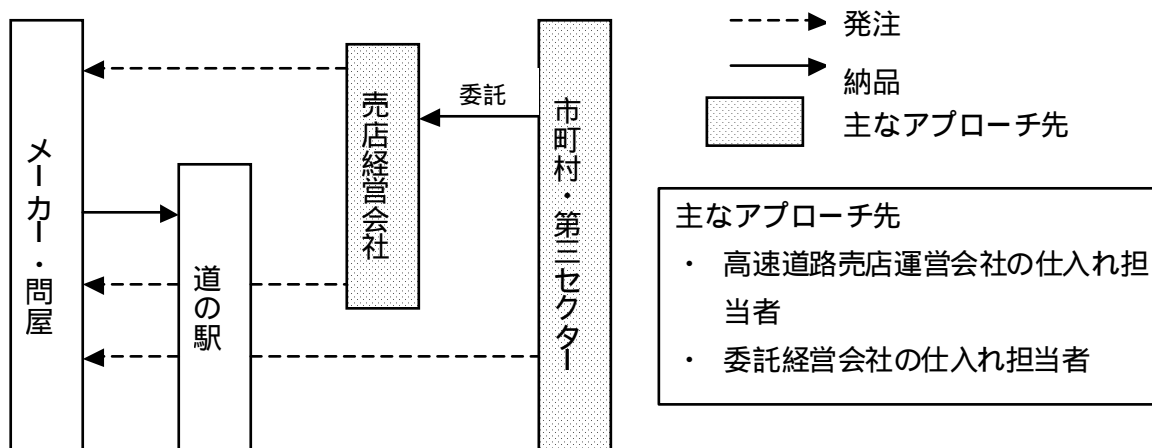 メーカー・問屋
道の駅
売店経営会社
委託
市町村・第三セクター
発注
納品
主なアプローチ先
主なアプローチ先
・ 高速道路売店運営会社の仕入れ担
当者
・ 委託経営会社の仕入れ担当者